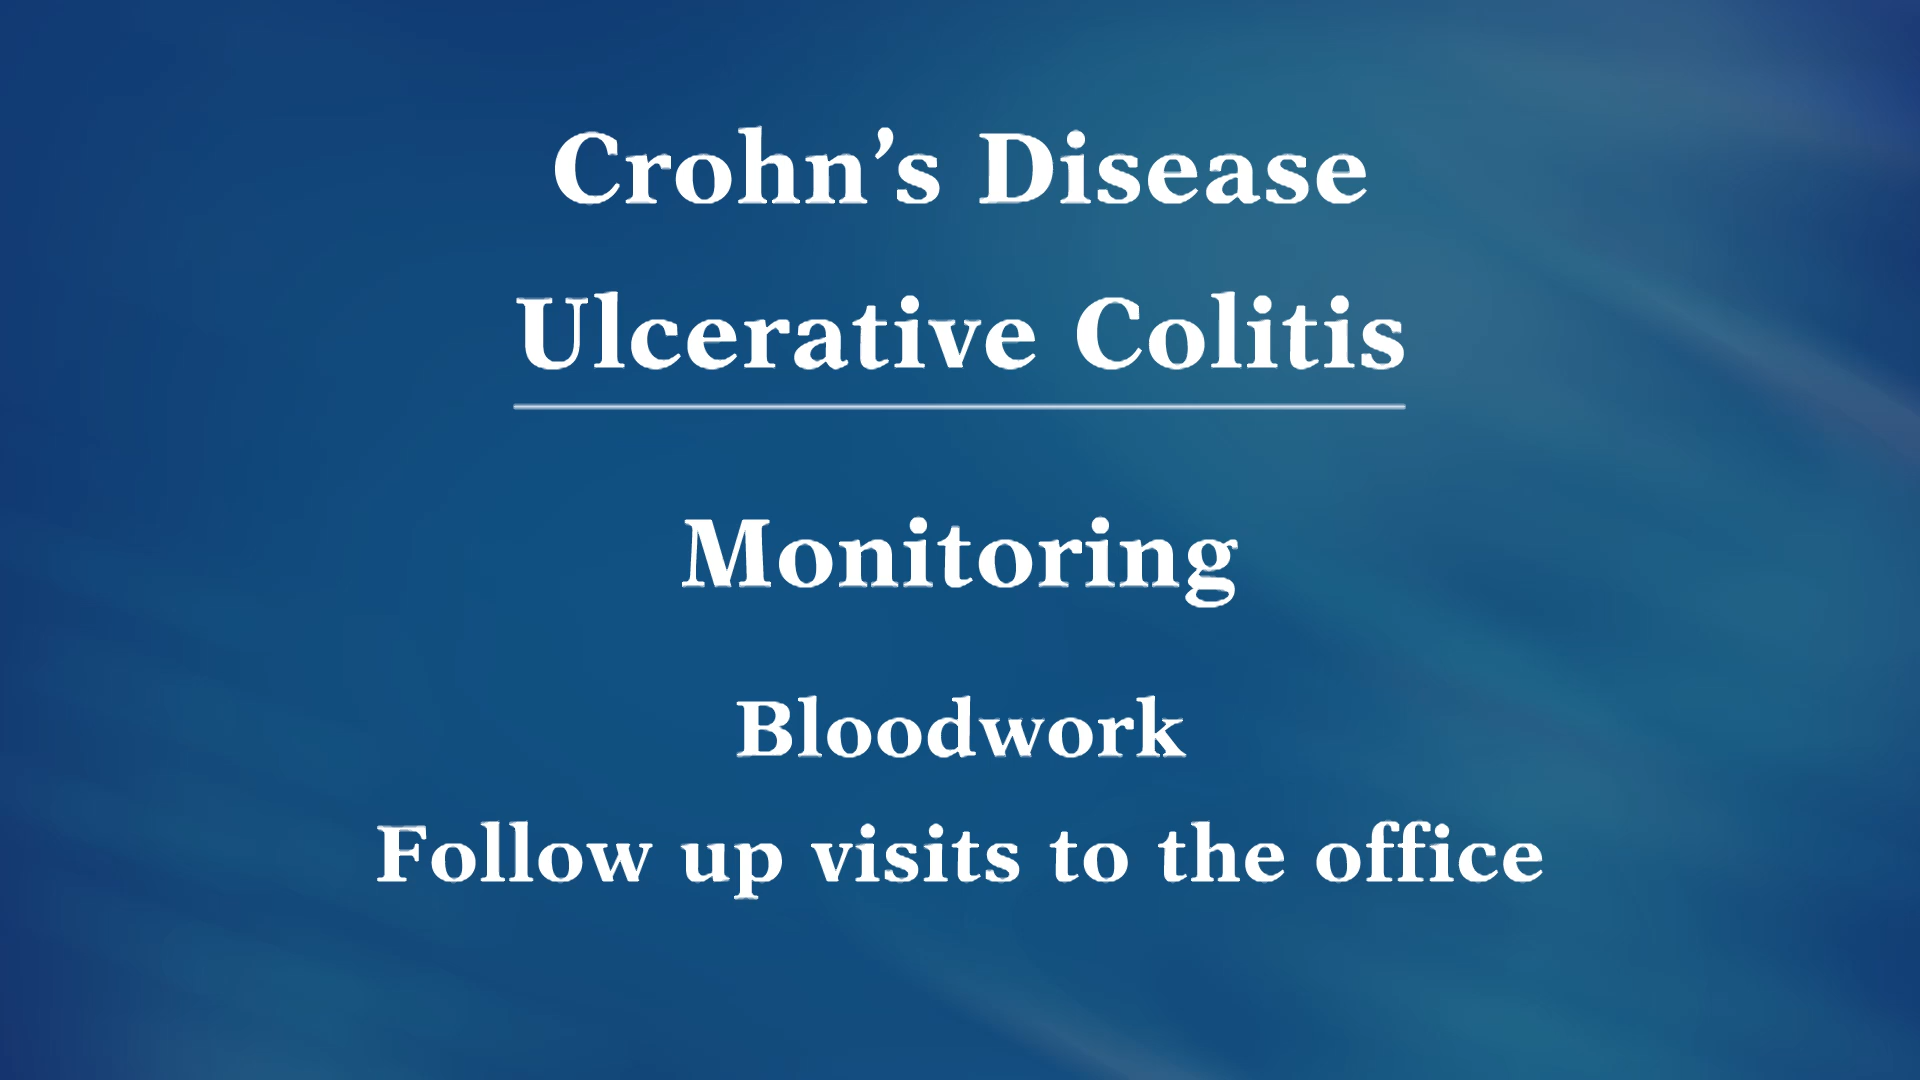 Crohn’s Disease
Ulcerative Colitis
Monitoring
Bloodwork
Follow up visits to the office